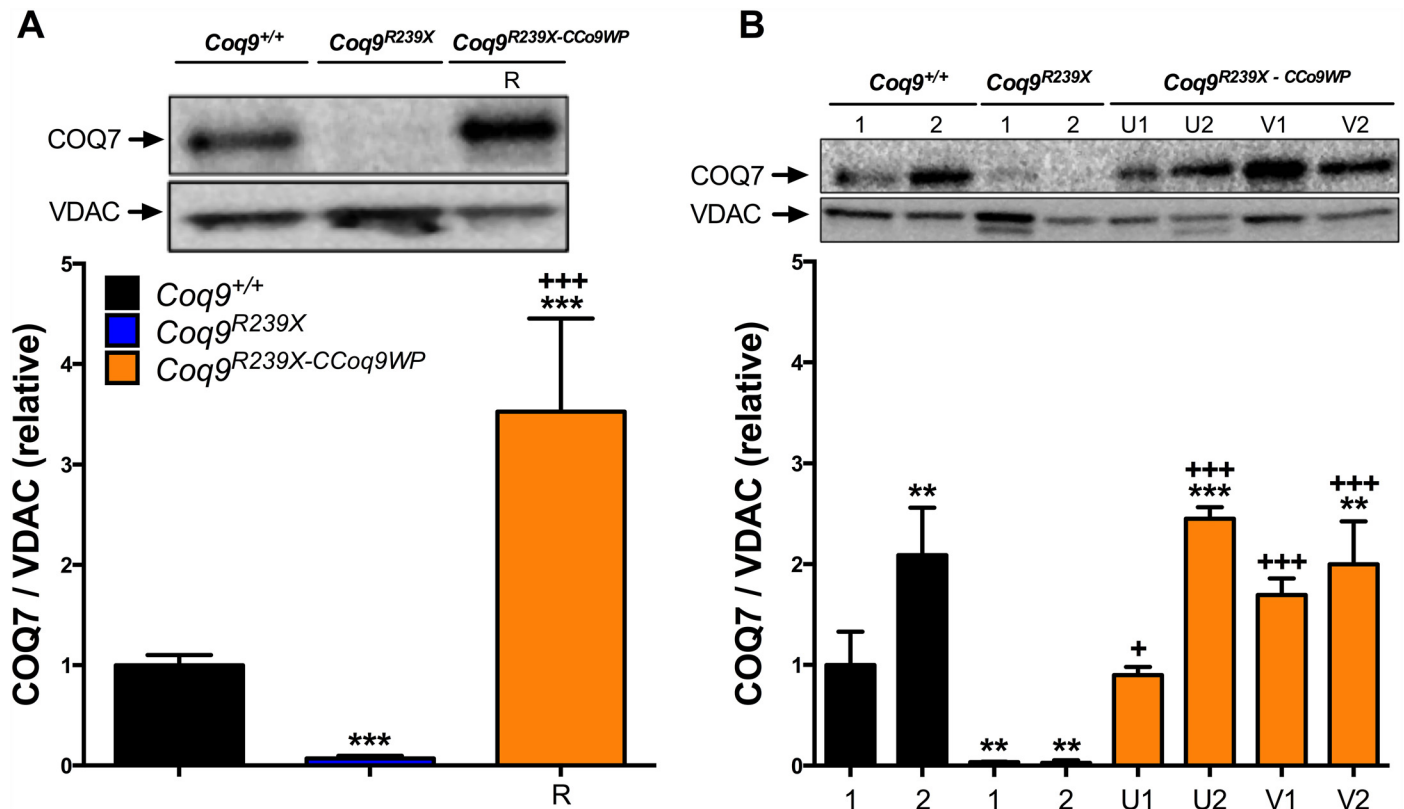 A
Coq9+/+ Coq9R239X Coq9R239X-CCo9WP
R
COQ7
VDAC
5
4
3
2
1
0
COQ7 / VDAC (relative)
Coq9+/+
Coq9R239X
Coq9R239X-CCoq9WP
***
+++
***
R
B
Coq9+/+ Coq9R239X Coq9R239X - CCo9WP
1 2 1 2 U1 U2 V1 V2
COQ7
VDAC
5
4
3
2
1
0
COQ7 / VDAC (relative)
**
**
**
+
+++
***
+++
+++
**
1 2 1 2 U1 U2 V1 V2